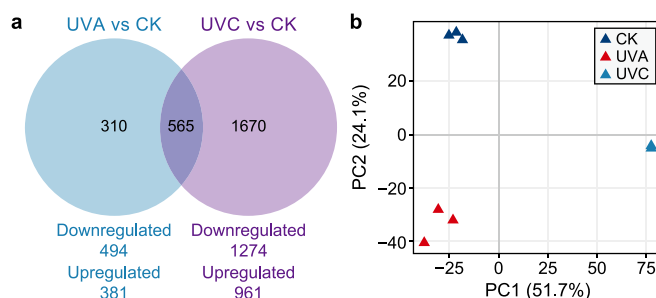 a
UVA vs CK
UVC vs CK
310
565
1670
Downregulated
494
Upregulated
381
Downregulated
1274
Upregulated
961
b
CK
UVA
UVC
PC2 (24.1%)
20
0
−20
−40
−25
0
25
50
75
PC1 (51.7%)